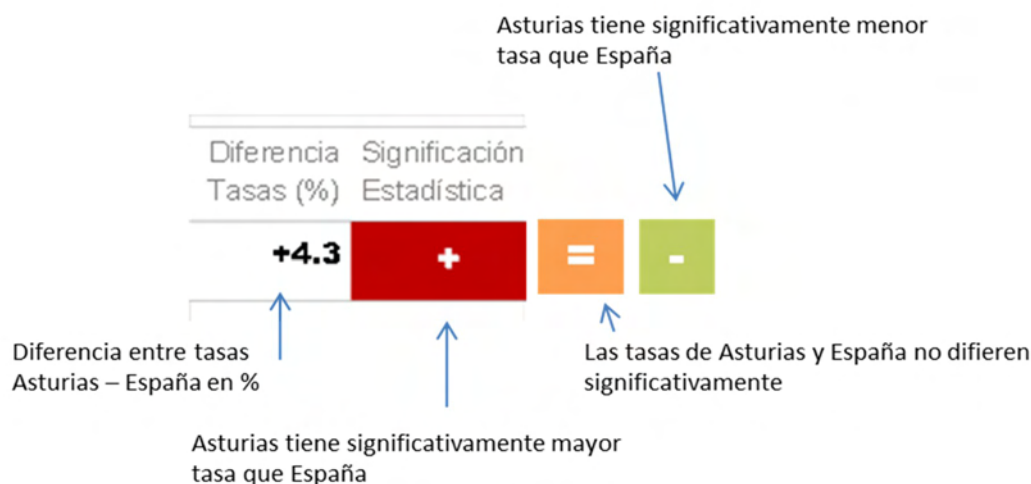 Asturias tiene significativamente menor
tasa que España
Diferencia Significación
Tasas (%) Estadística
+4.3 + = -
Diferencia entre tasas
Asturias – España en %
Las tasas de Asturias y España no difieren
significativamente
Asturias tiene significativamente mayor
tasa que España